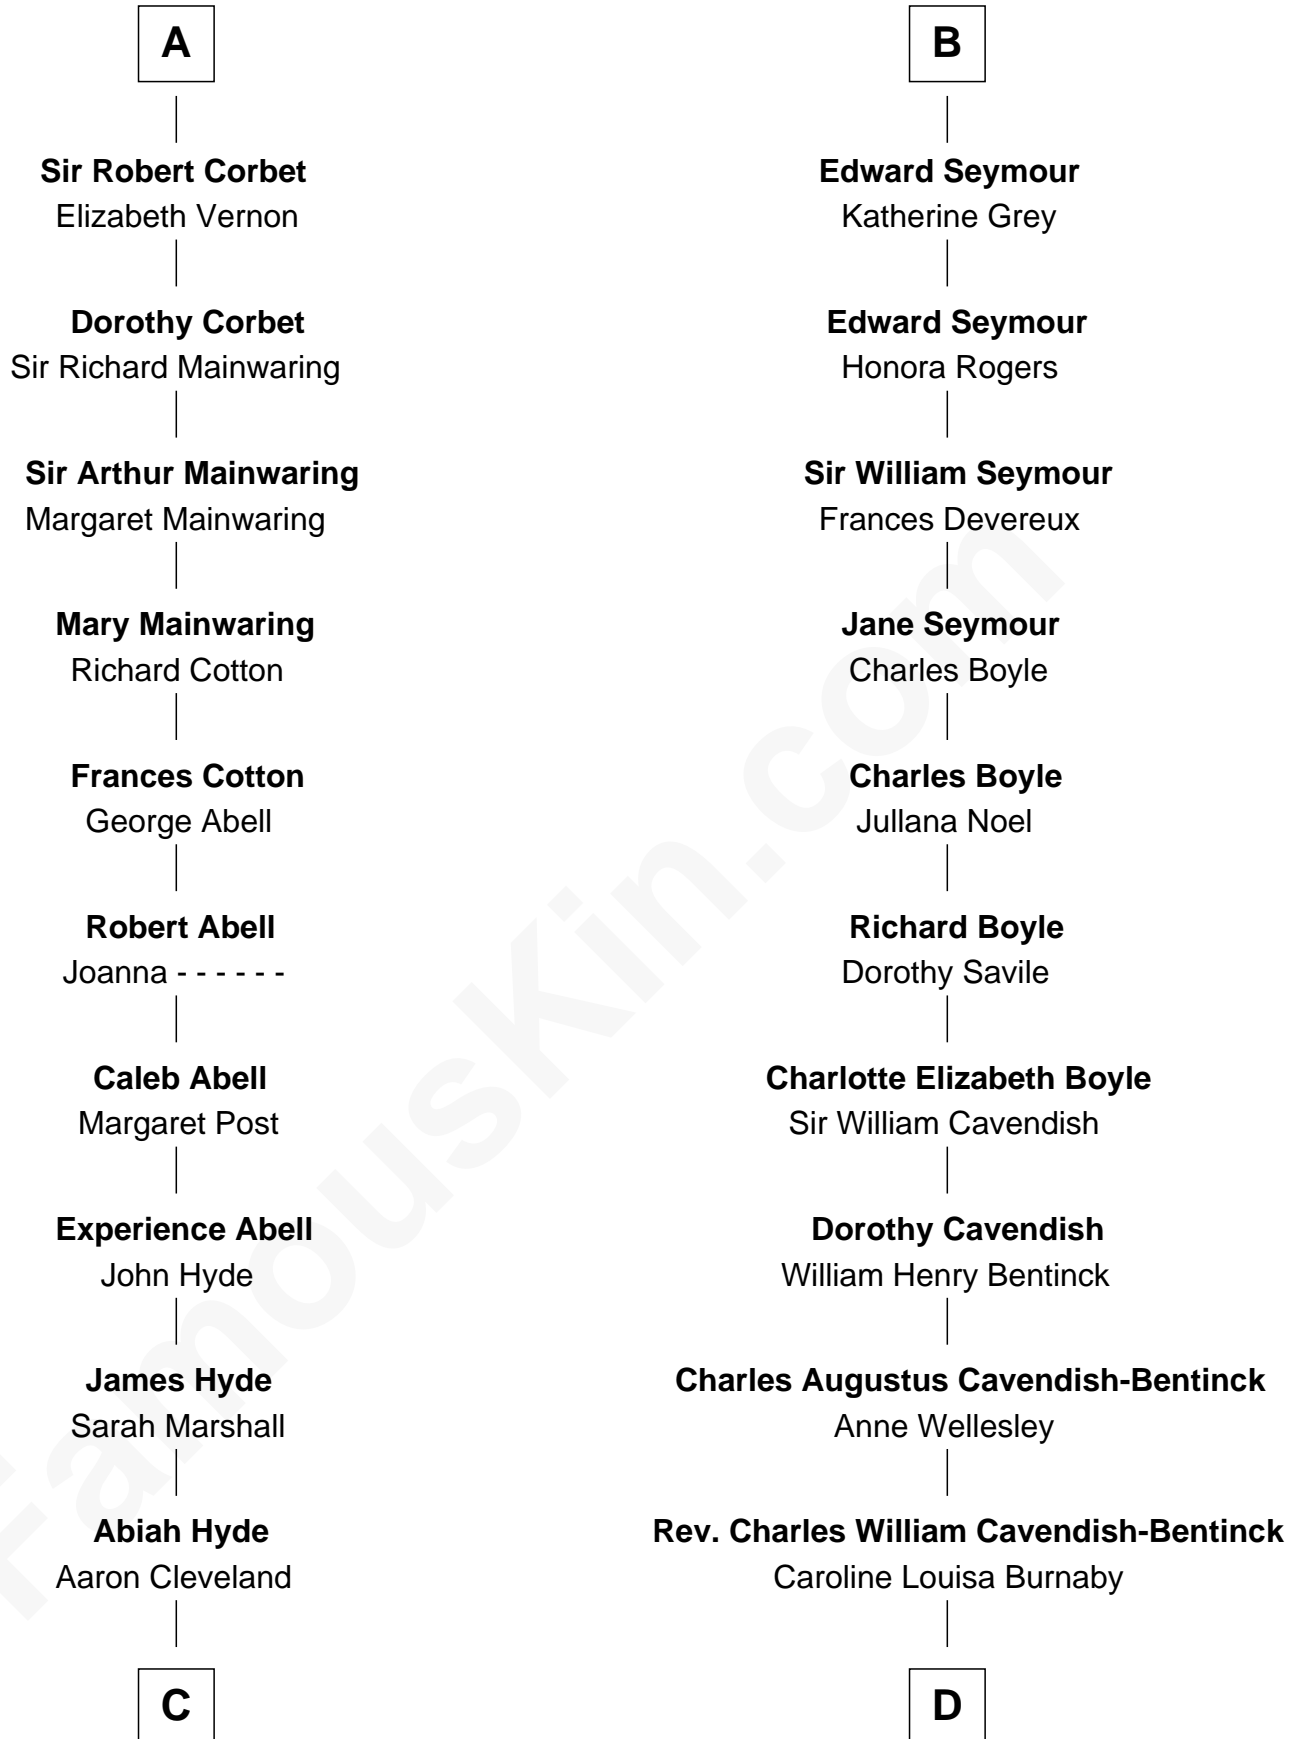 A
Sir Robert Corbet
Elizabeth Vernon
Dorothy Corbet
Sir Richard Mainwaring
Sir Arthur Mainwaring
Margaret Mainwaring
Mary Mainwaring
Richard Cotton
Frances Cotton
George Abell
Robert Abell
Joanna - - - - - -
Caleb Abell
Margaret Post
Experience Abell
John Hyde
James Hyde
Sarah Marshall
Abiah Hyde
Aaron Cleveland
C
B
Edward Seymour
Katherine Grey
Edward Seymour
Honora Rogers
Sir William Seymour
Frances Devereux
Jane Seymour
Charles Boyle
Charles Boyle
Jullana Noel
Richard Boyle
Dorothy Savile
Charlotte Elizabeth Boyle
Sir William Cavendish
Dorothy Cavendish
William Henry Bentinck
Charles Augustus Cavendish-Bentinck
Anne Wellesley
Rev. Charles William Cavendish-Bentinck
Caroline Louisa Burnaby
D
FamousKin.com